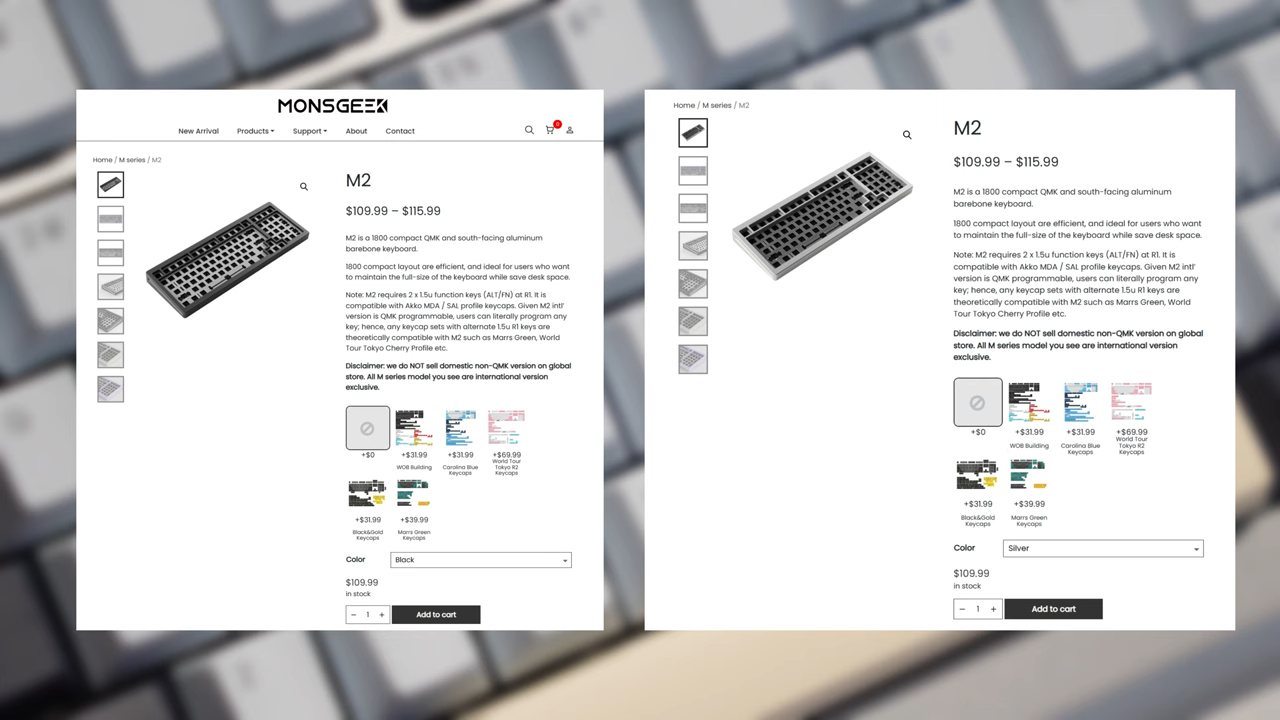 MONSGEEK
New Arrival Products Support About Contact
0
Home / M series / M2
M2
$109.99 – $115.99
M2 is a 1800 compact QMK and south-facing aluminum
barebone keyboard.
1800 compact layout are efficient, and ideal for users who want
to maintain the full-size of the keyboard while save desk space.
Note: M2 requires 2 x 1.5u function keys (ALT/FN) at R1. It is
compatible with Akko MDA / SAL profile keycaps. Given M2 intl'
version is QMK programmable, users can literally program any
key; hence, any keycap sets with alternate 1.5u R1 keys are
theoretically compatible with M2 such as Marrs Green, World
Tour Tokyo Cherry Profile etc.
Disclaimer: we do NOT sell domestic non-QMK version on global
store. All M series model you see are international version
exclusive.
+$0 +$31.99 +$31.99 +$69.99
WOB Building Carolina Blue Keycaps World Tour Tokyo R2 Keycaps
+$31.99 +$39.99
Black&Gold Keycaps Marrs Green Keycaps
Color Black
$109.99
in stock
− 1 + Add to cart
Home / M series / M2
M2
$109.99 – $115.99
M2 is a 1800 compact QMK and south-facing aluminum
barebone keyboard.
1800 compact layout are efficient, and ideal for users who want
to maintain the full-size of the keyboard while save desk space.
Note: M2 requires 2 x 1.5u function keys (ALT/FN) at R1. It is
compatible with Akko MDA / SAL profile keycaps. Given M2 intl'
version is QMK programmable, users can literally program any
key; hence, any keycap sets with alternate 1.5u R1 keys are
theoretically compatible with M2 such as Marrs Green, World
Tour Tokyo Cherry Profile etc.
Disclaimer: we do NOT sell domestic non-QMK version on global
store. All M series model you see are international version
exclusive.
+$0 +$31.99 +$31.99 +$69.99
WOB Building Carolina Blue Keycaps World Tour Tokyo R2 Keycaps
+$31.99 +$39.99
Black&Gold Keycaps Marrs Green Keycaps
Color Silver
$109.99
in stock
− 1 + Add to cart